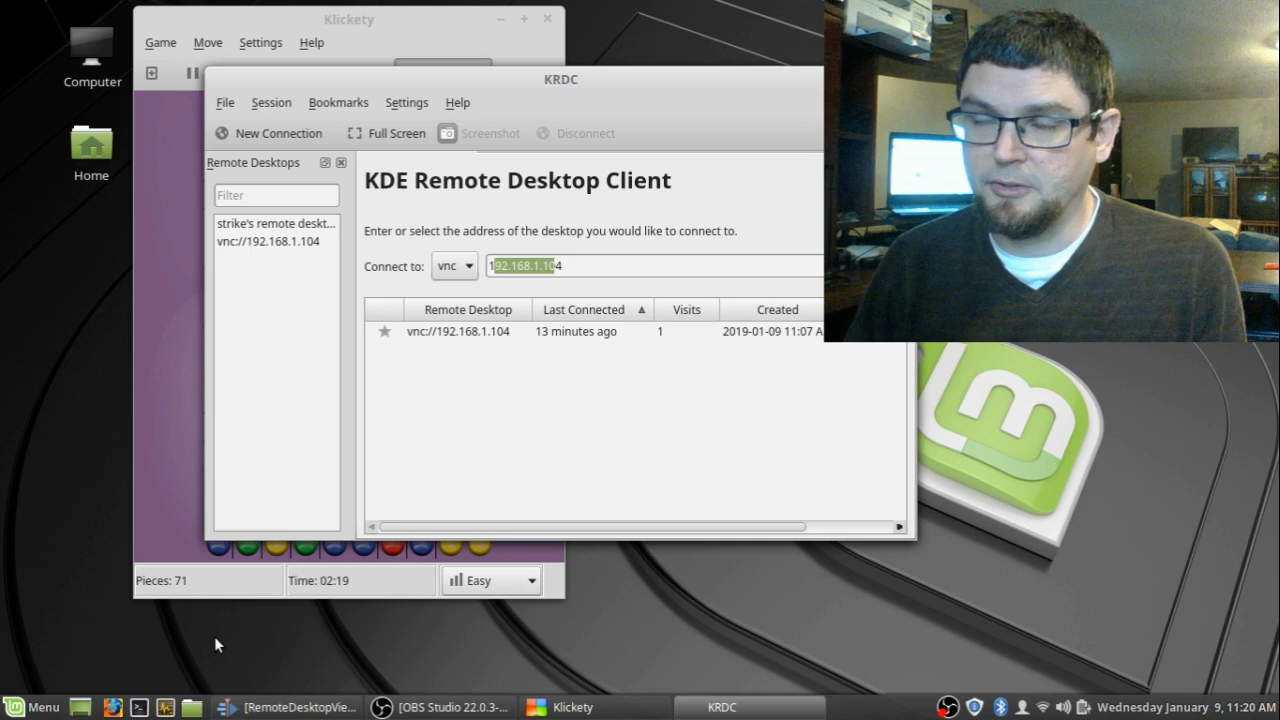 Klickety
Game Move Settings Help
Computer
Home
KRDC
File Session Bookmarks Settings Help
New Connection Full Screen Screenshot Disconnect
Remote Desktops
Filter
strike's remote deskt...
vnc://192.168.1.104
KDE Remote Desktop Client
Enter or select the address of the desktop you would like to connect to.
Connect to: vnc 192.168.1.104
Remote Desktop Last Connected Visits Created
vnc://192.168.1.104 13 minutes ago 1 2019-01-09 11:07 A
Pieces: 71 Time: 02:19 Easy
Menu [RemoteDesktopVie... [OBS Studio 22.0.3-... Klickety KRDC Wednesday January 9, 11:20 AM